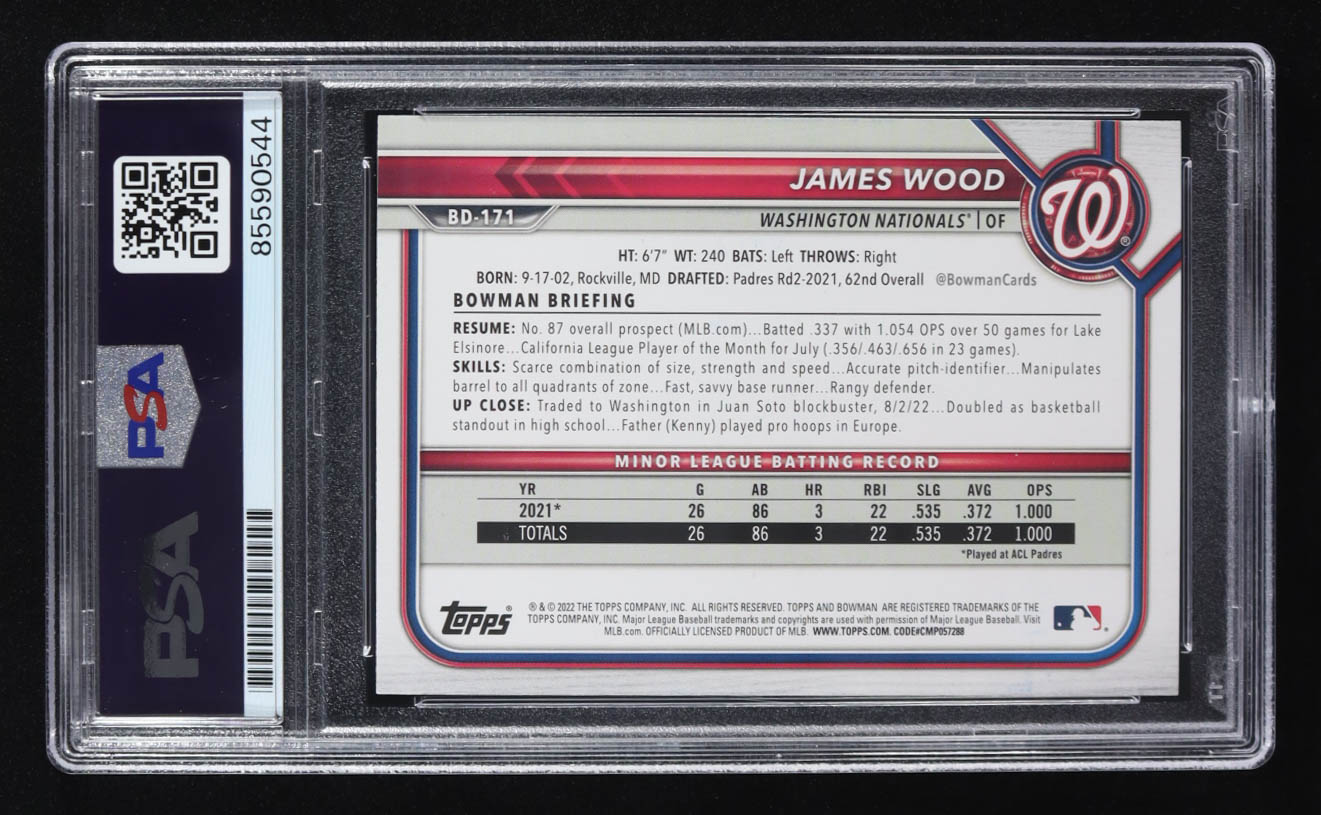 85590544
PSA
PSA
JAMES WOOD
BD-171
WASHINGTON NATIONALS® | OF
W®
HT: 6'7" WT: 240 BATS: Left THROWS: Right
BORN: 9-17-02, Rockville, MD DRAFTED: Padres Rd2-2021, 62nd Overall @BowmanCards
BOWMAN BRIEFING
RESUME: No. 87 overall prospect (MLB.com)...Batted .337 with 1.054 OPS over 50 games for Lake
Elsinore...California League Player of the Month for July (.356/.463/.656 in 23 games).
SKILLS: Scarce combination of size, strength and speed...Accurate pitch-identifier...Manipulates
barrel to all quadrants of zone...Fast, savvy base runner...Rangy defender.
UP CLOSE: Traded to Washington in Juan Soto blockbuster, 8/2/22...Doubled as basketball
standout in high school...Father (Kenny) played pro hoops in Europe.
MINOR LEAGUE BATTING RECORD
YR G AB HR RBI SLG AVG OPS
2021* 26 86 3 22 .535 .372 1.000
TOTALS 26 86 3 22 .535 .372 1.000
*Played at ACL Padres
TOPPS®
® & © 2022 THE TOPPS COMPANY, INC. ALL RIGHTS RESERVED. TOPPS AND BOWMAN ARE REGISTERED TRADEMARKS OF THE
TOPPS COMPANY, INC. Major League Baseball trademarks and copyrights are used with permission of Major League Baseball. Visit
MLB.com. OFFICIALLY LICENSED PRODUCT OF MLB. WWW.TOPPS.COM. CODE#CMP057288